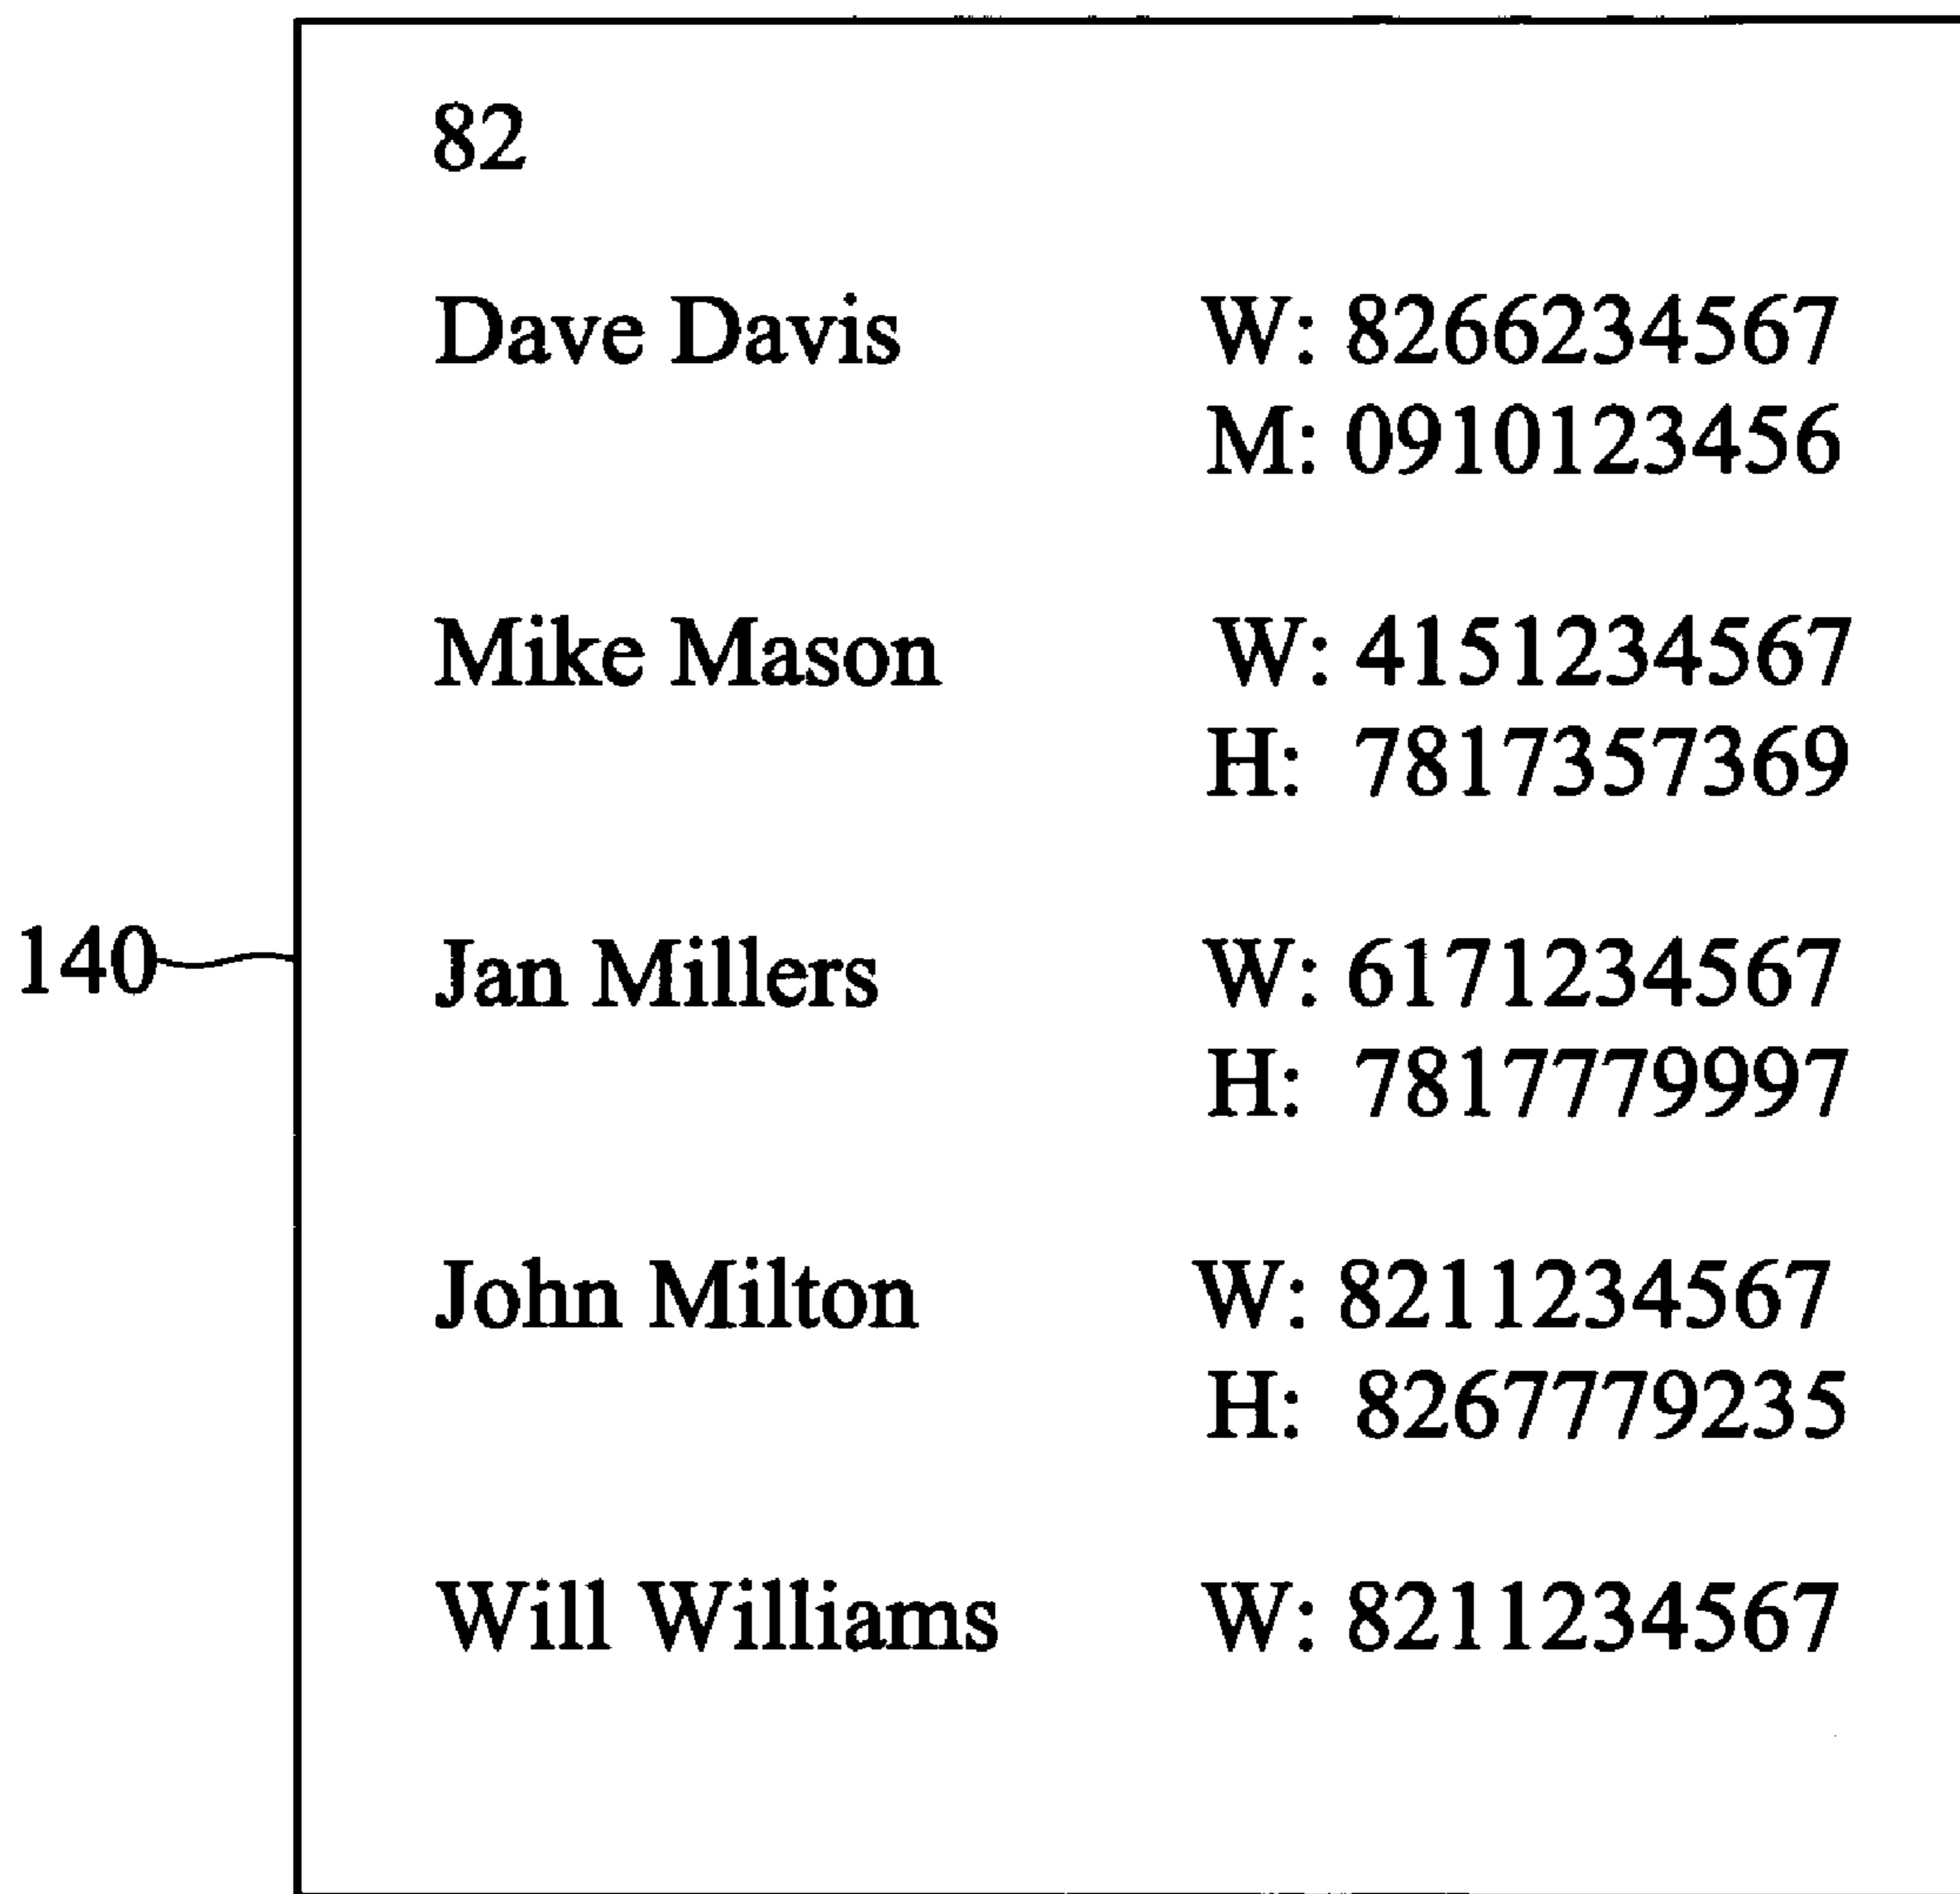 82
Dave Davis W: 8266234567
M: 0910123456
Mike Mason W: 4151234567
H: 7817357369
140 Jan Millers W: 6171234567
H: 7817779997
John Milton W: 8211234567
H: 8267779235
Will Williams W: 8211234567